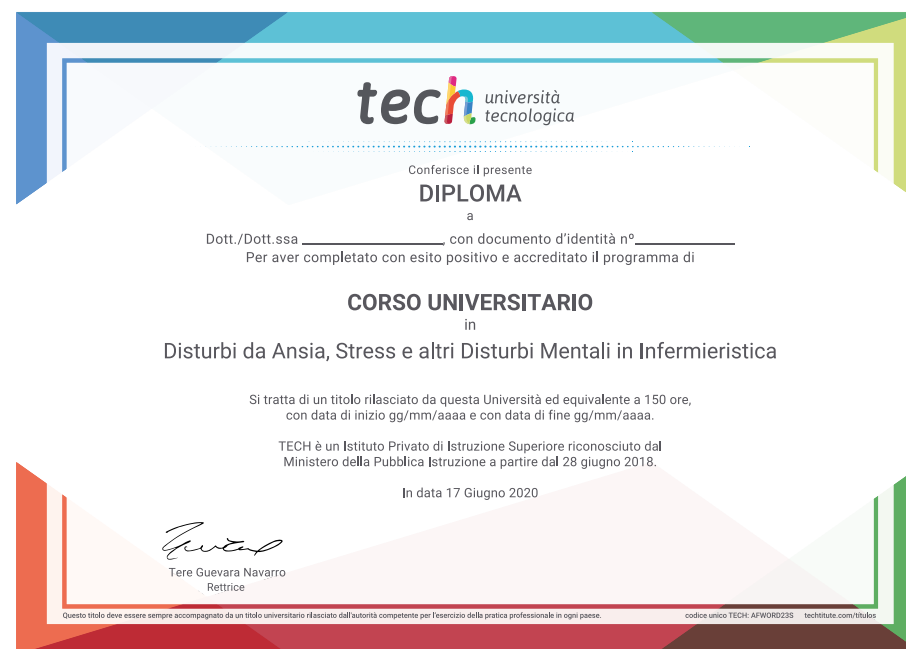 tech università
tecnologica
Conferisce il presente
DIPLOMA
a
Dott./Dott.ssa ____________________, con documento d'identità nº______________
Per aver completato con esito positivo e accreditato il programma di
CORSO UNIVERSITARIO
in
Disturbi da Ansia, Stress e altri Disturbi Mentali in Infermieristica
Si tratta di un titolo rilasciato da questa Università ed equivalente a 150 ore,
con data di inizio gg/mm/aaaa e con data di fine gg/mm/aaaa.
TECH è un Istituto Privato di Istruzione Superiore riconosciuto dal
Ministero della Pubblica Istruzione a partire dal 28 giugno 2018.
In data 17 Giugno 2020
Tere Guevara Navarro
Rettrice
Questo titolo deve essere sempre accompagnato da un titolo universitario rilasciato dall'autorità competente per l'esercizio della pratica professionale in ogni paese. codice unico TECH: AFWORD23S techtitute.com/títulos